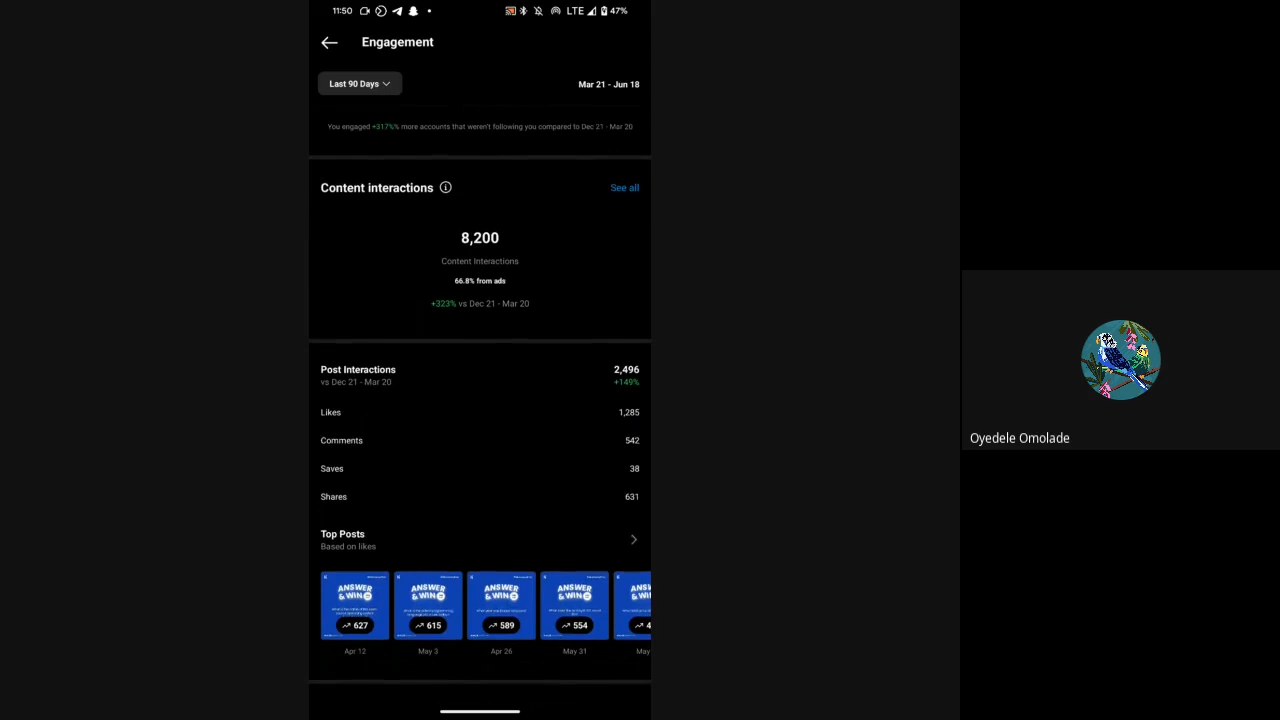 11:50 LTE 47%
Engagement
Last 90 Days Mar 21 - Jun 18
You engaged +317%% more accounts that weren't following you compared to Dec 21 - Mar 20
Content interactions See all
8,200
Content Interactions
66.8% from ads
+323% vs Dec 21 - Mar 20
Post Interactions 2,496
vs Dec 21 - Mar 20 +149%
Likes 1,285
Comments 542
Saves 38
Shares 631
Top Posts
Based on likes
ANSWER & WIN
627
Apr 12
ANSWER & WIN
615
May 3
ANSWER & WIN
589
Apr 26
ANSWER & WIN
554
May 31
May
Oyedele Omolade